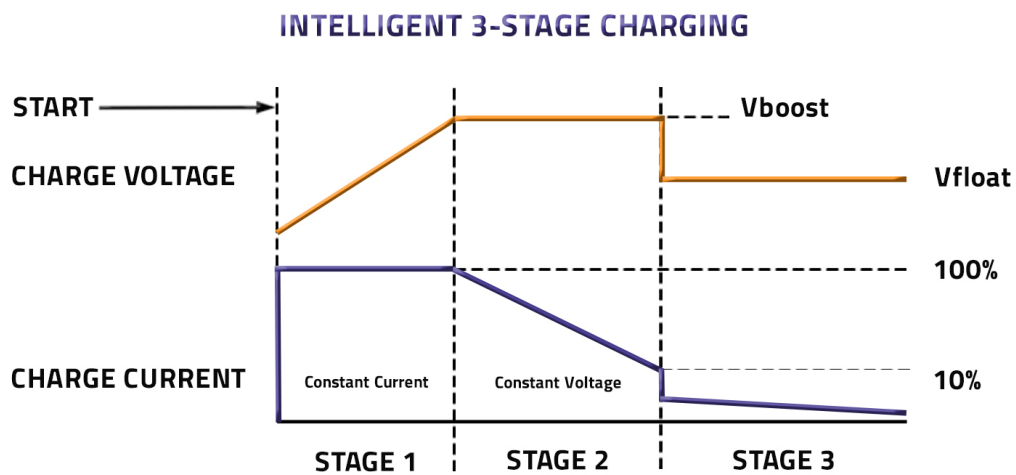 INTELLIGENT 3-STAGE CHARGING
START
Vboost
CHARGE VOLTAGE
Vfloat
100%
CHARGE CURRENT
Constant Current
Constant Voltage
10%
STAGE 1
STAGE 2
STAGE 3